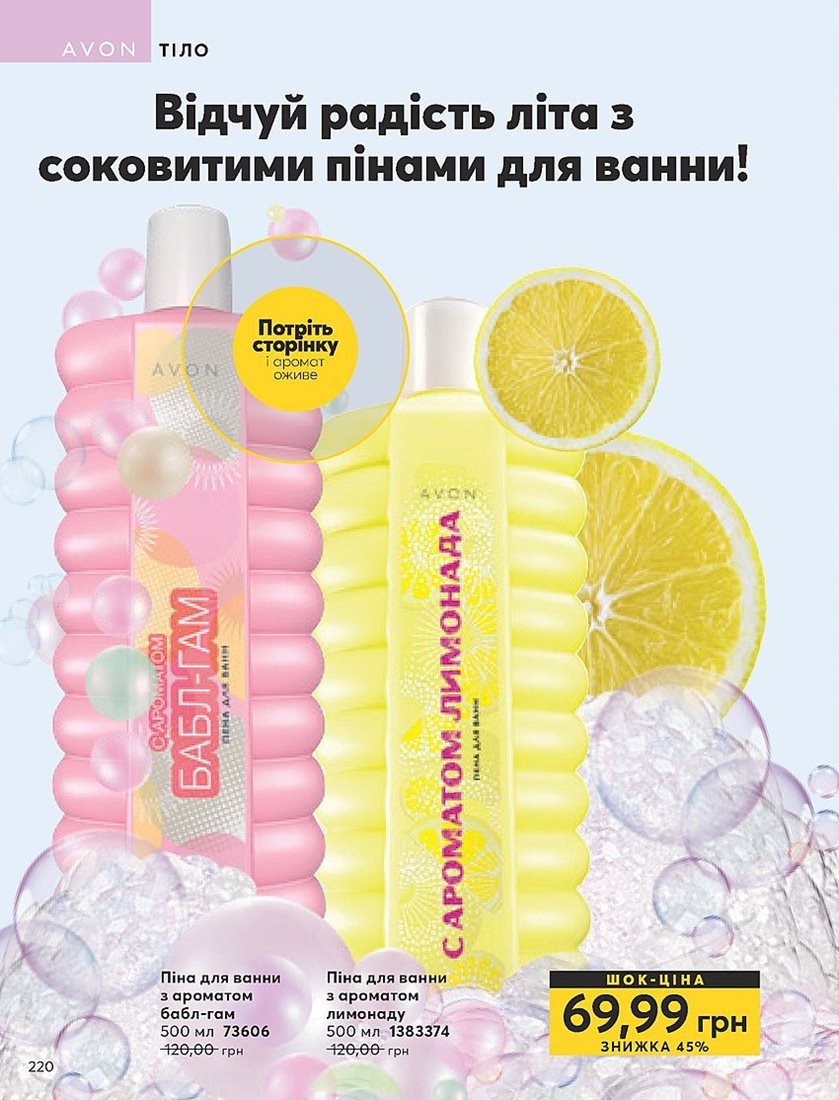 AVON ТІЛО
Відчуй радість літа з
соковитими пінами для ванни!
Потріть
сторінку
і аромат
оживе
AVON
С АРОМАТОМ
БАБЛ-ГАМ
ПЕНА ДЛЯ ВАНН
AVON
С АРОМАТОМ ЛИМОНАДА
ПЕНА ДЛЯ ВАНН
Піна для ванни
з ароматом
бабл-гам
500 мл 73606
120,00 грн
Піна для ванни
з ароматом
лимонаду
500 мл 1383374
120,00 грн
ШОК-ЦІНА
69,99 грн
ЗНИЖКА 45%
220